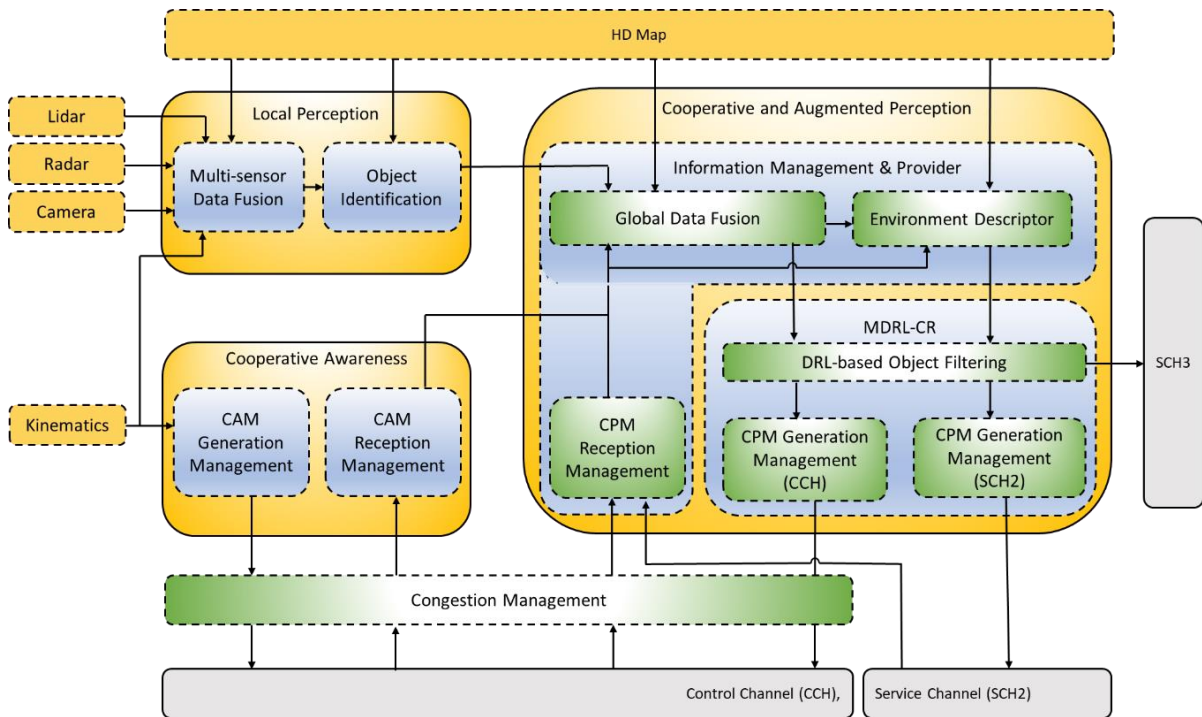 HD Map
Lidar
Radar
Camera
Kinematics
Local Perception
Multi-sensor
Data Fusion
Object
Identification
Cooperative Awareness
CAM
Generation
Management
CAM
Reception
Management
Cooperative and Augmented Perception
Information Management & Provider
Global Data Fusion
Environment Descriptor
MDRL-CR
DRL-based Object Filtering
CPM
Reception
Management
CPM Generation
Management
(CCH)
CPM Generation
Management
(SCH2)
SCH3
Congestion Management
Control Channel (CCH),
Service Channel (SCH2)